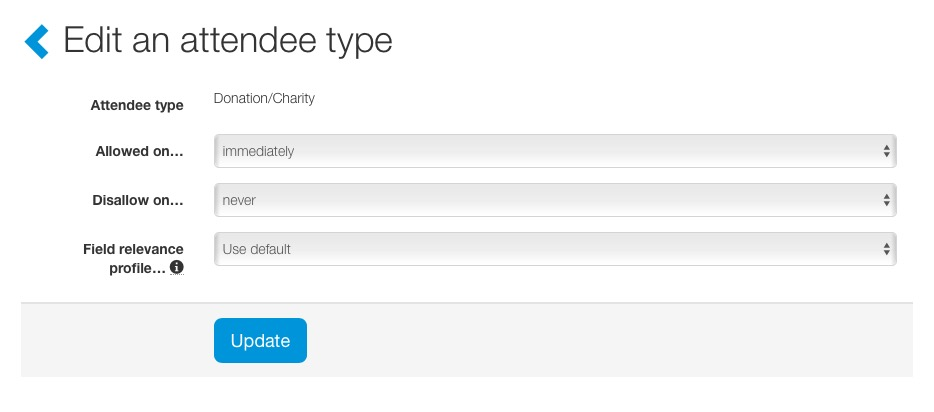 Edit an attendee type
Attendee type
Donation/Charity
Allowed on...
immediately
Disallow on...
never
Field relevance
profile...
Use default
Update